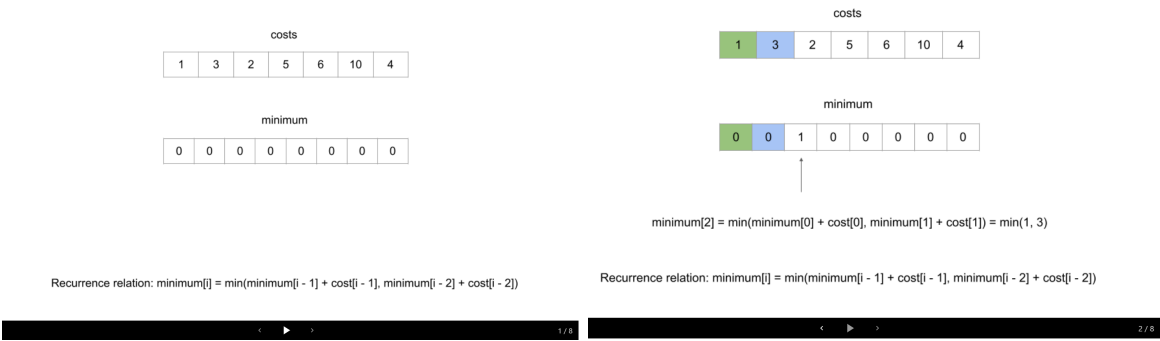 costs
1 3 2 5 6 10 4
minimum
0 0 0 0 0 0 0 0
Recurrence relation: minimum[i] = min(minimum[i - 1] + cost[i - 1], minimum[i - 2] + cost[i - 2])
1 / 8
costs
1 3 2 5 6 10 4
minimum
0 0 1 0 0 0 0 0
minimum[2] = min(minimum[0] + cost[0], minimum[1] + cost[1]) = min(1, 3)
Recurrence relation: minimum[i] = min(minimum[i - 1] + cost[i - 1], minimum[i - 2] + cost[i - 2])
2 / 8